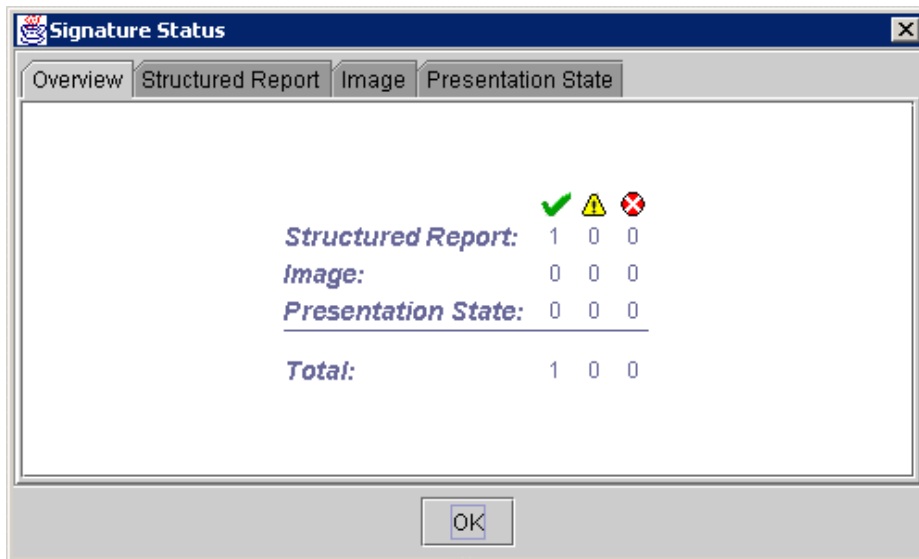 Signature Status
Overview Structured Report Image Presentation State
Structured Report: 1 0 0
Image: 0 0 0
Presentation State: 0 0 0
Total: 1 0 0
OK